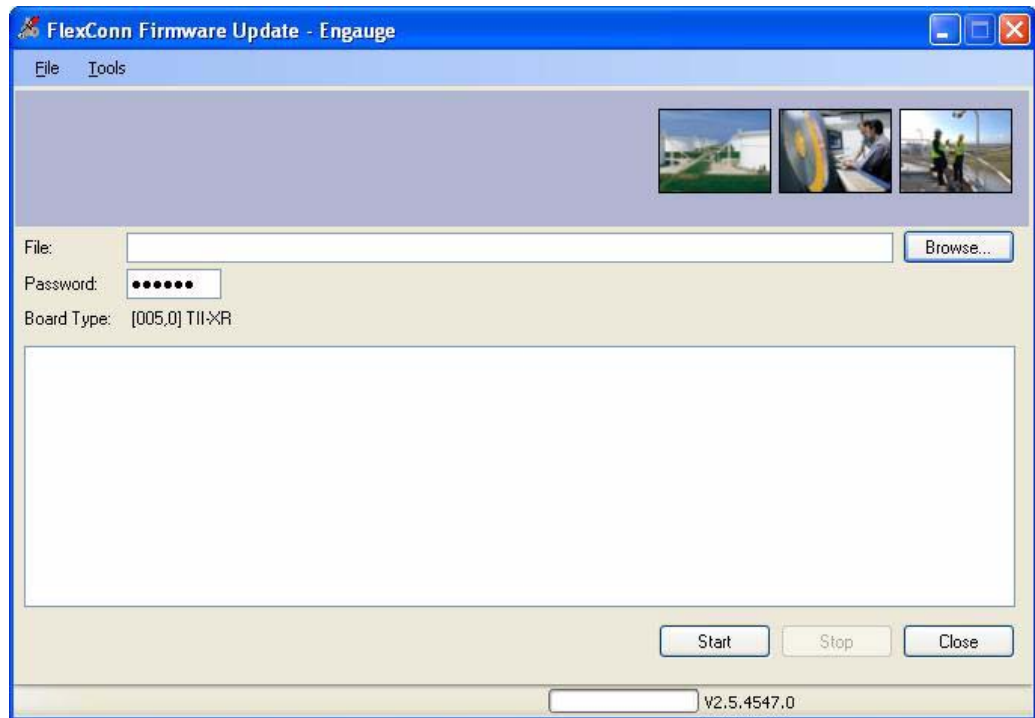 FlexConn Firmware Update - Engauge
File Tools
File: Browse...
Password: ●●●●●●
Board Type: [005,0] TII-XR
Start Stop Close
V2.5.4547.0